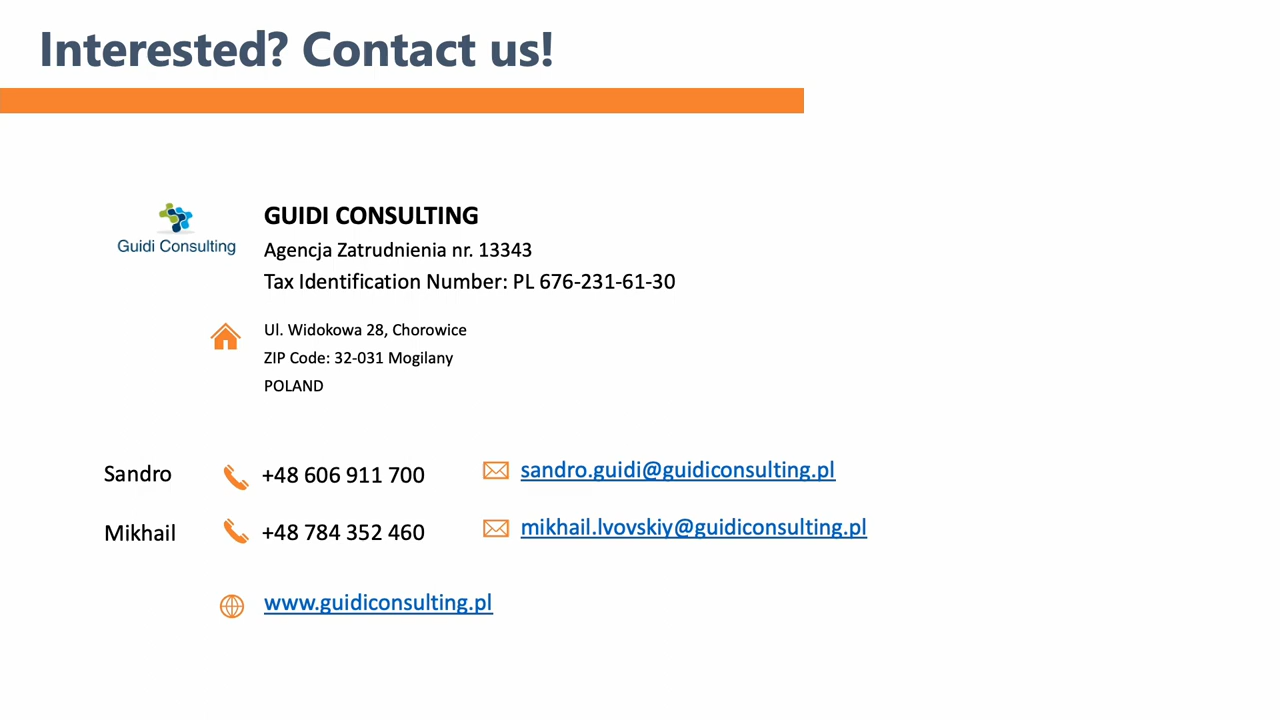 Interested? Contact us!
GUIDI CONSULTING
Guidi Consulting
Agencja Zatrudnienia nr. 13343
Tax Identification Number: PL 676-231-61-30
Ul. Widokowa 28, Chorowice
ZIP Code: 32-031 Mogilany
POLAND
Sandro +48 606 911 700 sandro.guidi@guidiconsulting.pl
Mikhail +48 784 352 460 mikhail.lvovskiy@guidiconsulting.pl
www.guidiconsulting.pl